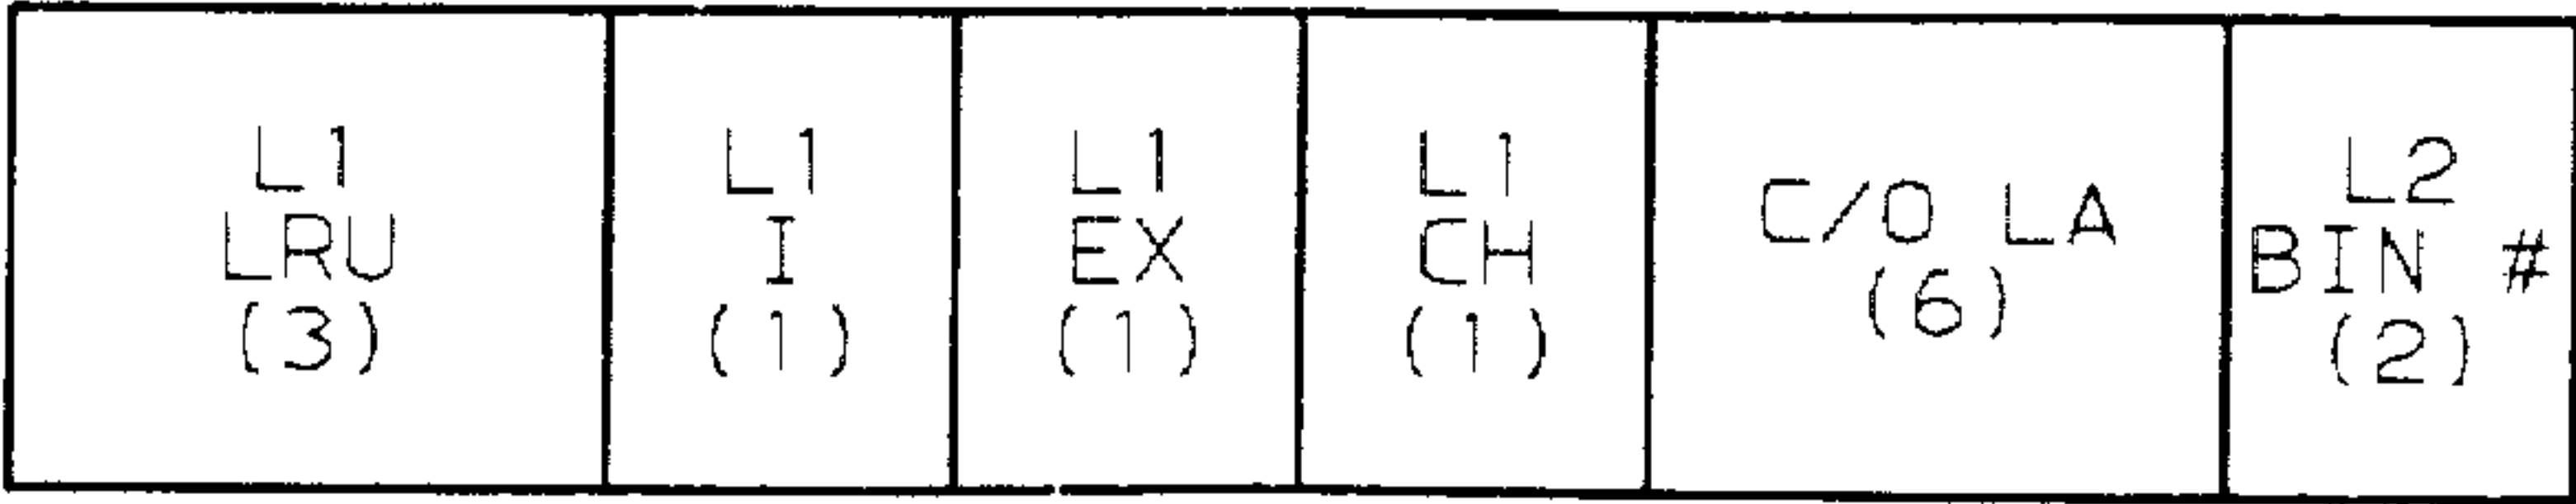 L1
LRU
(3)
L1
I
(1)
L1
EX
(1)
L1
CH
(1)
C/O LA
(6)
L2
BIN #
(2)